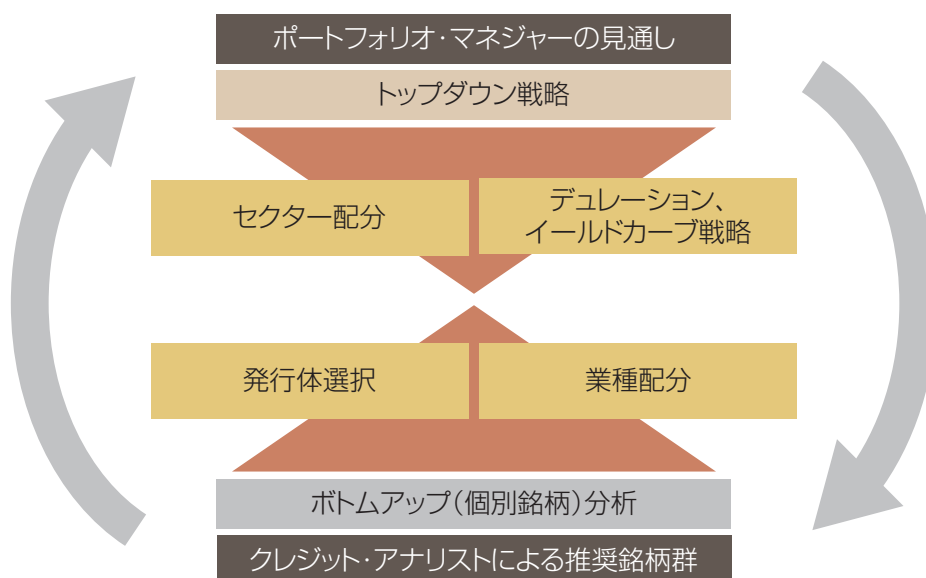 ポートフォリオ・マネジャーの見通し
トップダウン戦略
セクター配分
デュレーション、
イールドカーブ戦略
発行体選択
業種配分
ボトムアップ（個別銘柄）分析
クレジット・アナリストによる推奨銘柄群